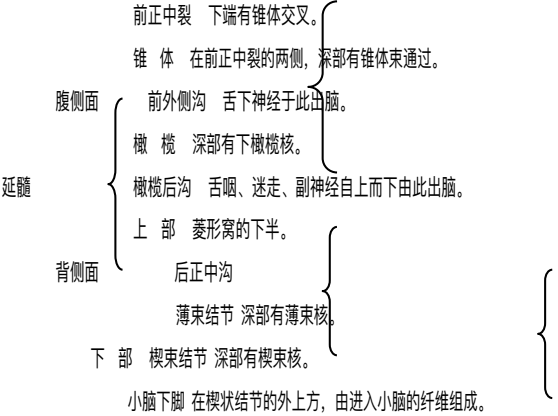 前正中裂 下端有锥体交叉。
锥 体 在前正中裂的两侧，深部有锥体束通过。
腹侧面 前外侧沟 舌下神经于此出脑。
橄 榄 深部有下橄榄核。
延髓 橄榄后沟 舌咽、迷走、副神经自上而下由此出脑。
上 部 菱形窝的下半。
背侧面 后正中沟
薄束结节 深部有薄束核。
下 部 楔束结节 深部有楔束核。
小脑下脚 在楔状结节的外上方，由进入小脑的纤维组成。